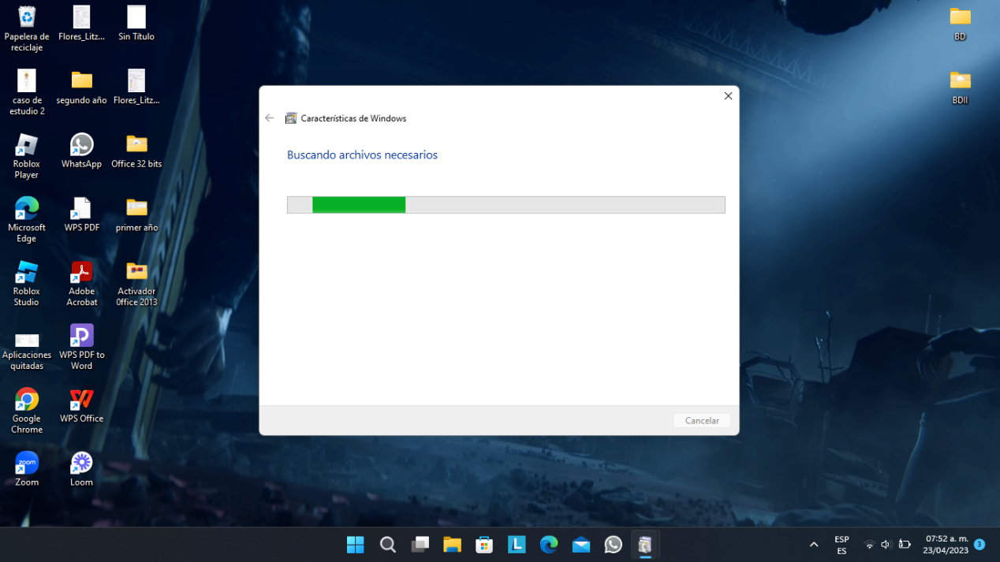 Papelera de
reciclaje
Flores_Litz...
Sin Título
caso de
estudio 2
segundo año
Flores_Litz...
Roblox
Player
WhatsApp
Office 32 bits
Microsoft
Edge
WPS PDF
primer año
Roblox
Studio
Adobe
Acrobat
Activador
Office 2013
Aplicaciones
quitadas
WPS PDF to
Word
Google
Chrome
WPS Office
zoom
Zoom
Loom
BD
BDII
Características de Windows
Buscando archivos necesarios
Cancelar
L
ESP
ES
07:52 a. m.
23/04/2023
3